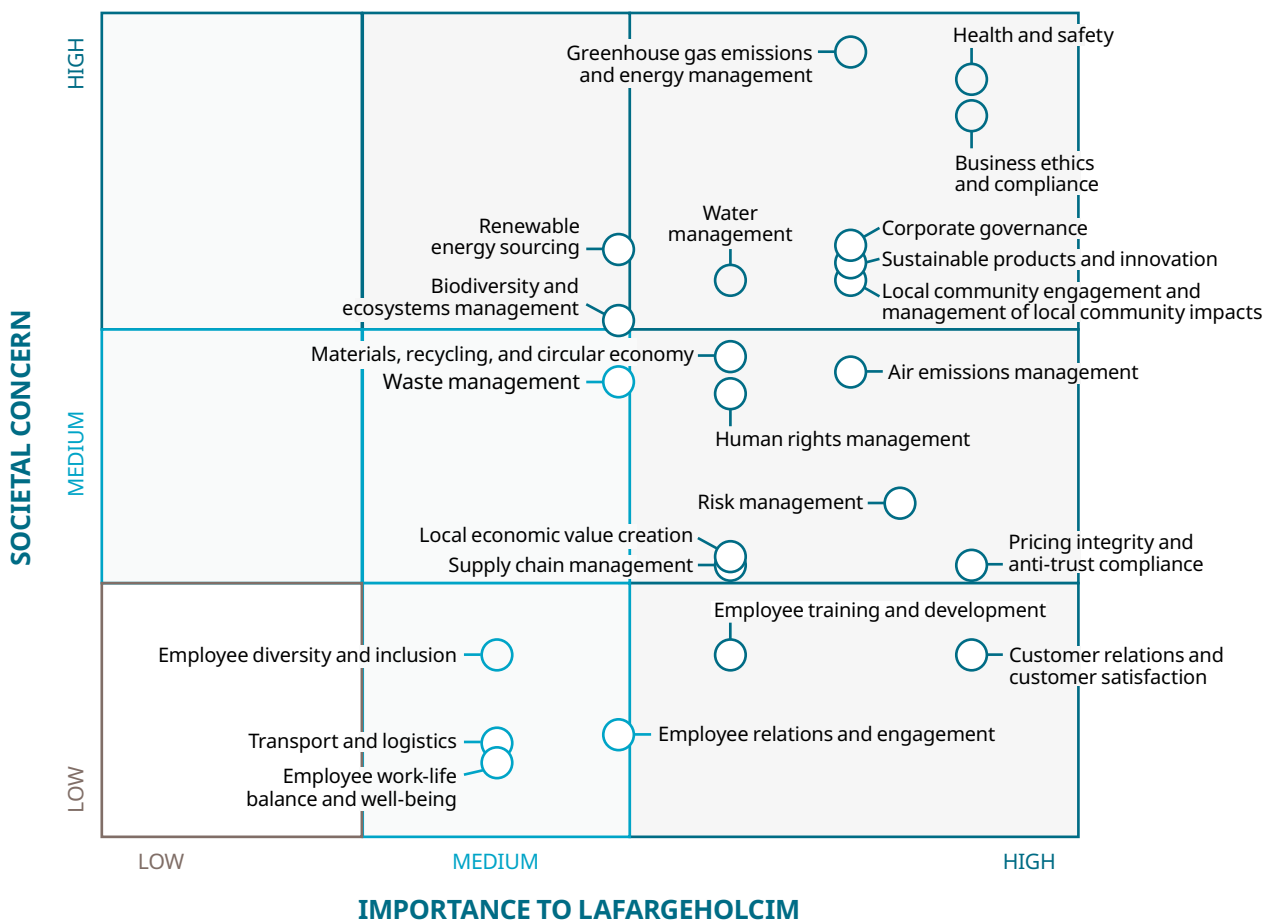 HIGH
Health and safety
Greenhouse gas emissions
and energy management
Business ethics
and compliance
Water
management
Renewable
energy sourcing
Corporate governance
Sustainable products and innovation
Biodiversity and
ecosystems management
Local community engagement and
management of local community impacts
SOCIETAL CONCERN
MEDIUM
Materials, recycling, and circular economy
Waste management
Air emissions management
Human rights management
Risk management
Local economic value creation
Supply chain management
Pricing integrity and
anti-trust compliance
Employee training and development
Employee diversity and inclusion
Customer relations and
customer satisfaction
Transport and logistics
Employee relations and engagement
Employee work-life
balance and well-being
LOW
LOW
MEDIUM
HIGH
IMPORTANCE TO LAFARGEHOLCIM